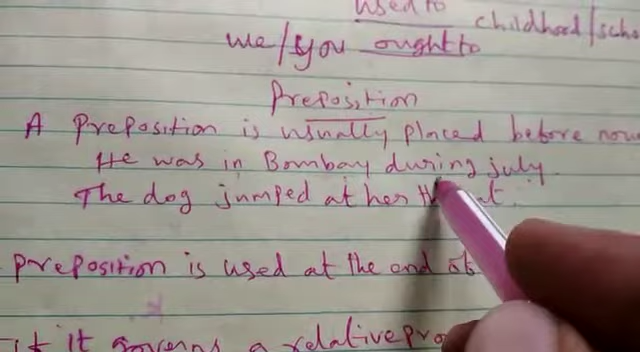 used to childhood/scho
we/you ought to
Preposition
A Preposition is usually placed before nou
He was in Bombay during july.
The dog jumped at her
Preposition is used at the end
if it governs a relative pro